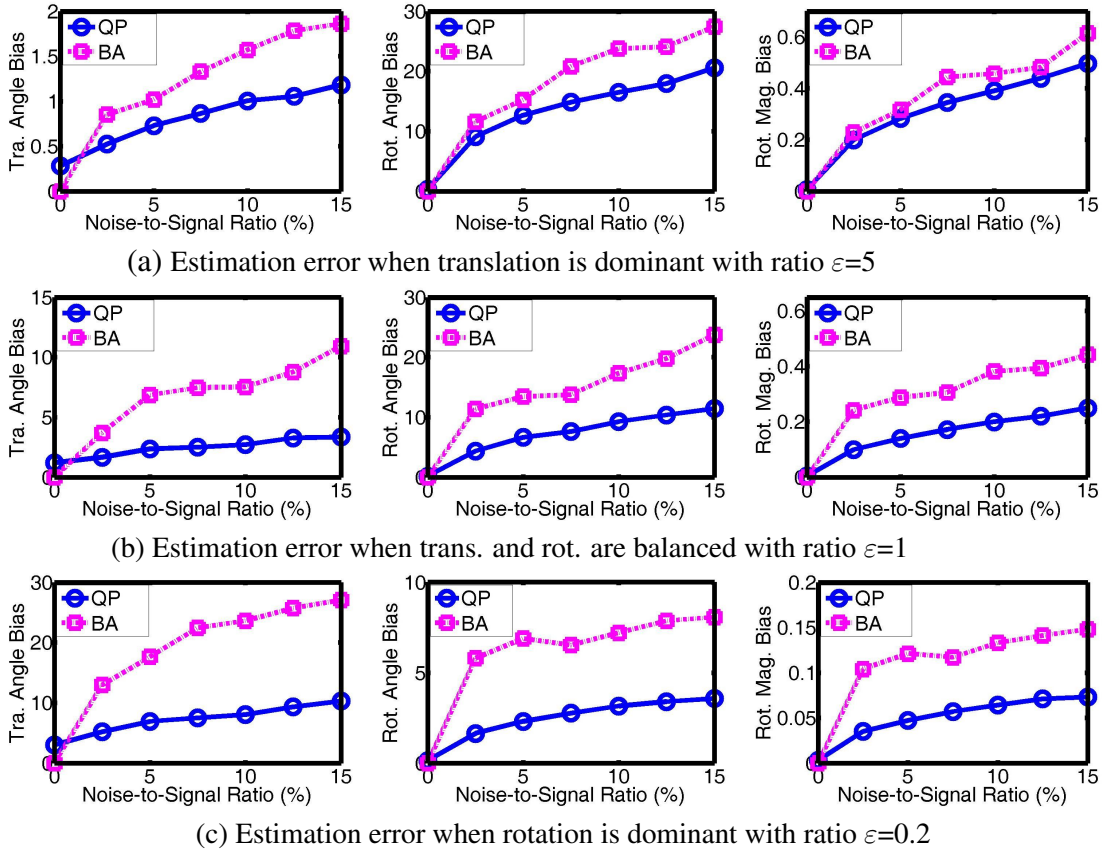 Tra. Angle Bias
2
1.5
1
0.5
0
QP
BA
0 5 10 15
Noise-to-Signal Ratio (%)
Rot. Angle Bias
30
20
10
0
QP
BA
0 5 10 15
Noise-to-Signal Ratio (%)
Rot. Mag. Bias
0.6
0.4
0.2
0
QP
BA
0 5 10 15
Noise-to-Signal Ratio (%)
(a) Estimation error when translation is dominant with ratio ε=5
Tra. Angle Bias
15
10
5
0
QP
BA
0 5 10 15
Noise-to-Signal Ratio (%)
Rot. Angle Bias
30
20
10
0
QP
BA
0 5 10 15
Noise-to-Signal Ratio (%)
Rot. Mag. Bias
0.6
0.4
0.2
0
QP
BA
0 5 10 15
Noise-to-Signal Ratio (%)
(b) Estimation error when trans. and rot. are balanced with ratio ε=1
Tra. Angle Bias
30
20
10
0
QP
BA
0 5 10 15
Noise-to-Signal Ratio (%)
Rot. Angle Bias
10
5
0
QP
BA
0 5 10 15
Noise-to-Signal Ratio (%)
Rot. Mag. Bias
0.2
0.15
0.1
0.05
0
QP
BA
0 5 10 15
Noise-to-Signal Ratio (%)
(c) Estimation error when rotation is dominant with ratio ε=0.2